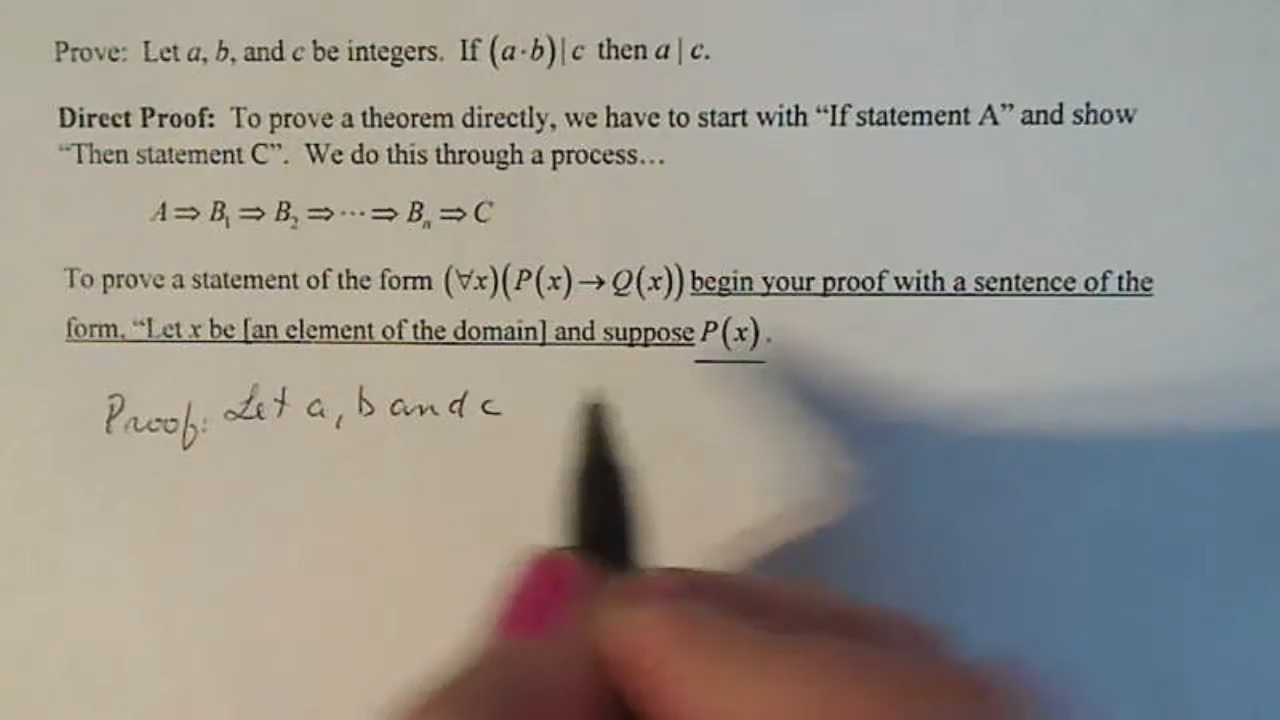 Prove: Let a, b, and c be integers. If (a·b)|c then a | c.
Direct Proof: To prove a theorem directly, we have to start with “If statement A” and show
“Then statement C”. We do this through a process…
A ⇒ B₁ ⇒ B₂ ⇒ ⋯ ⇒ Bₙ ⇒ C
To prove a statement of the form (∀x)(P(x) → Q(x)) begin your proof with a sentence of the
form, “Let x be [an element of the domain] and suppose P(x).
Proof: Let a, b and c